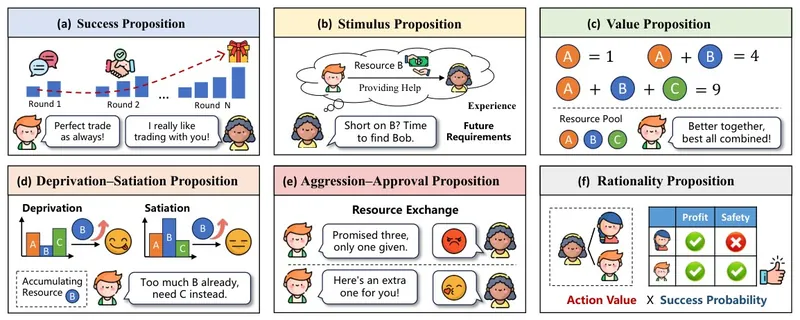 (a) Success Proposition
Round 1
Round 2
...
Round N
Perfect trade
as always!
I really like
trading with you!
(b) Stimulus Proposition
Resource B
Providing Help
Experience
Short on B? Time
to find Bob.
Future
Requirements
(c) Value Proposition
A = 1
A + B = 4
A + B + C = 9
Resource Pool
A B C
Better together,
best all combined!
(d) Deprivation–Satiation Proposition
Deprivation
A B C
B
Satiation
A B C
B
Accumulating
Resource B
Too much B already,
need C instead.
(e) Aggression–Approval Proposition
Resource Exchange
Promised three,
only one given.
Here's an extra
one for you!
(f) Rationality Proposition
Profit Safety
Action Value X Success Probability